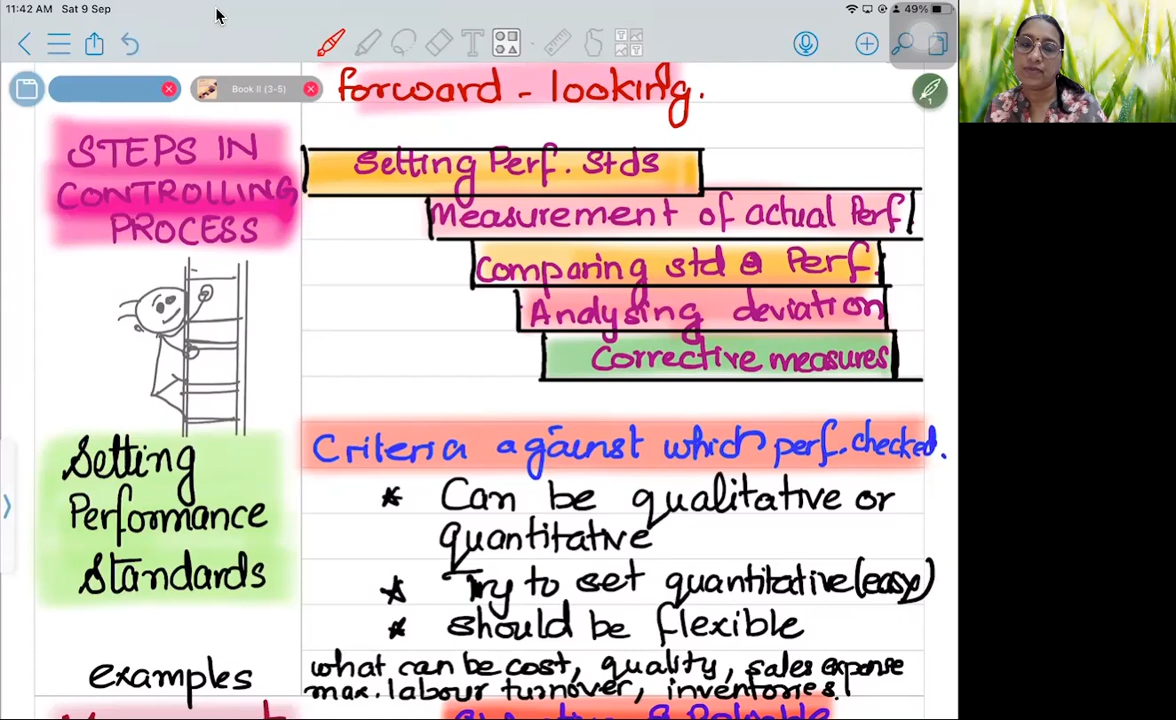 11:42 AM Sat 9 Sep
49%
Book II (3-5)
forward - looking.
STEPS IN
CONTROLLING
PROCESS
Setting Perf. Stds
Measurement of actual Perf
Comparing std & Perf.
Analysing deviation
Corrective measures
Setting
Performance
Standards
Criteria against which perf. checked.
* Can be qualitative or
quantitative
* Try to set quantitative (easy)
* should be flexible
examples
what can be cost, quality, sales expense
max. labour turnover, inventories.